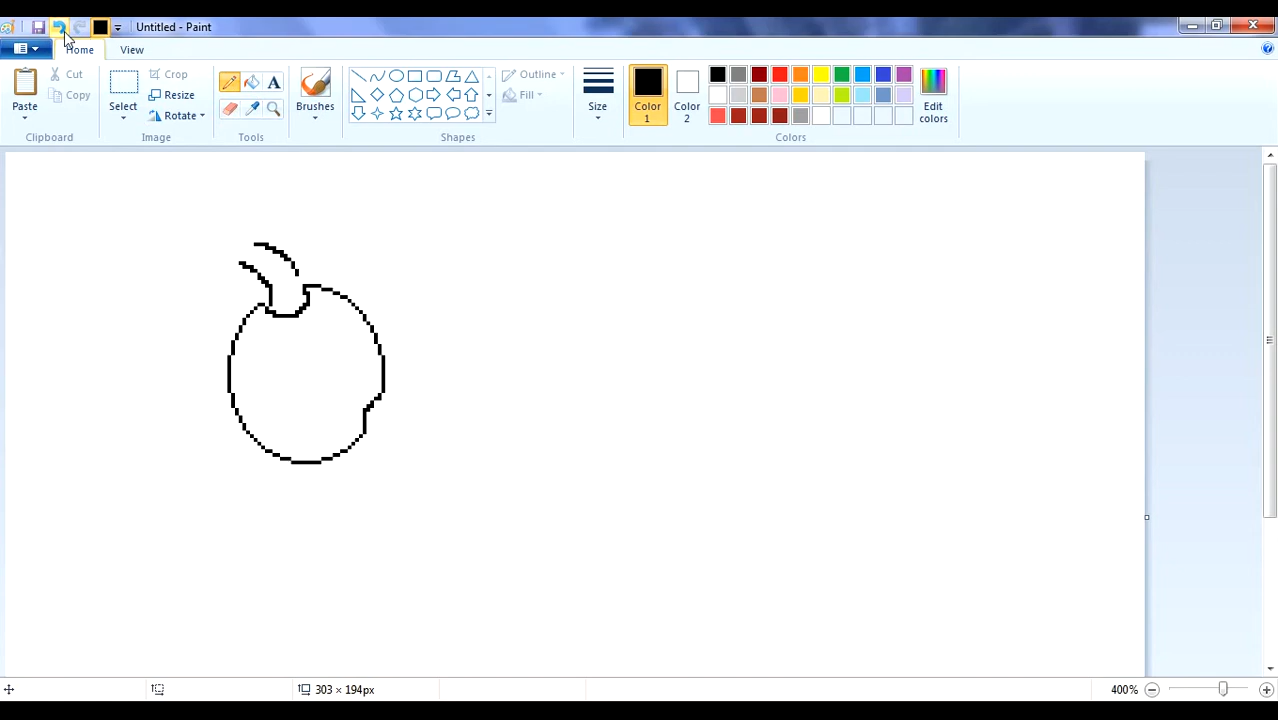 Untitled - Paint
Home View
Paste
Cut
Copy
Clipboard
Select
Crop
Resize
Rotate
Image
A
Tools
Brushes
Outline
Fill
Shapes
Size
Color 1
Color 2
Edit colors
Colors
303 × 194px
400%